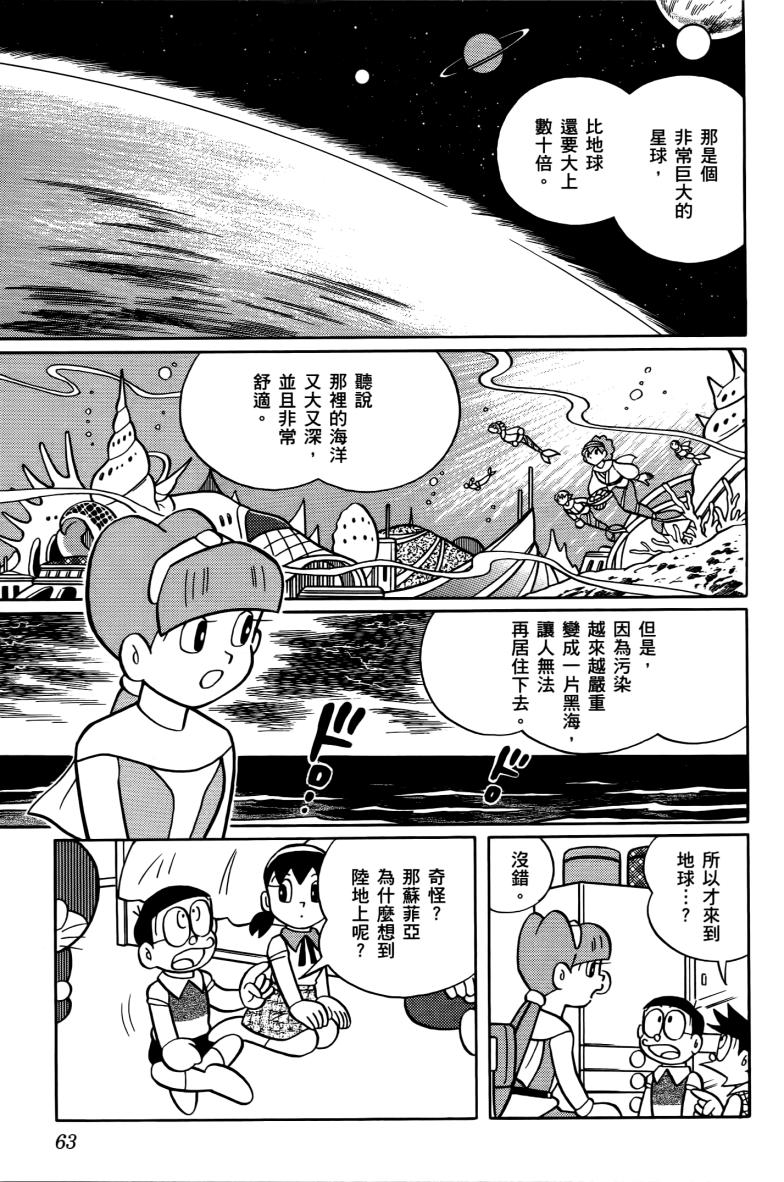 那是個
非常巨大的
星球，
比地球
還要大上
數十倍。
聽說
那裡的海洋
又大又深，
並且非常
舒適。
但是，
因為污染
越來越嚴重
變成一片黑海，
讓人無法
再居住下去。
ドロ
ドロ
所以才來到
地球…？
沒錯。
奇怪？
那蘇菲亞
為什麼想到
陸地上呢？
63